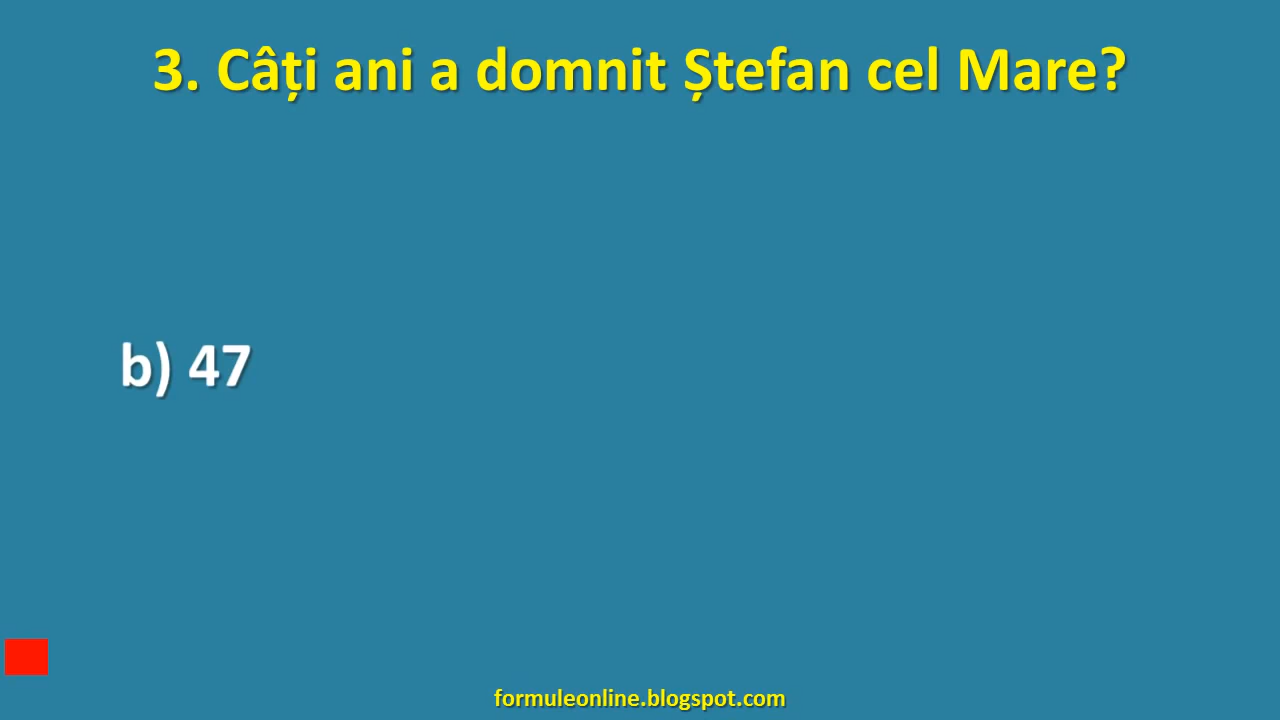 3. Câți ani a domnit Ștefan cel Mare?
b) 47
formuleonline.blogspot.com